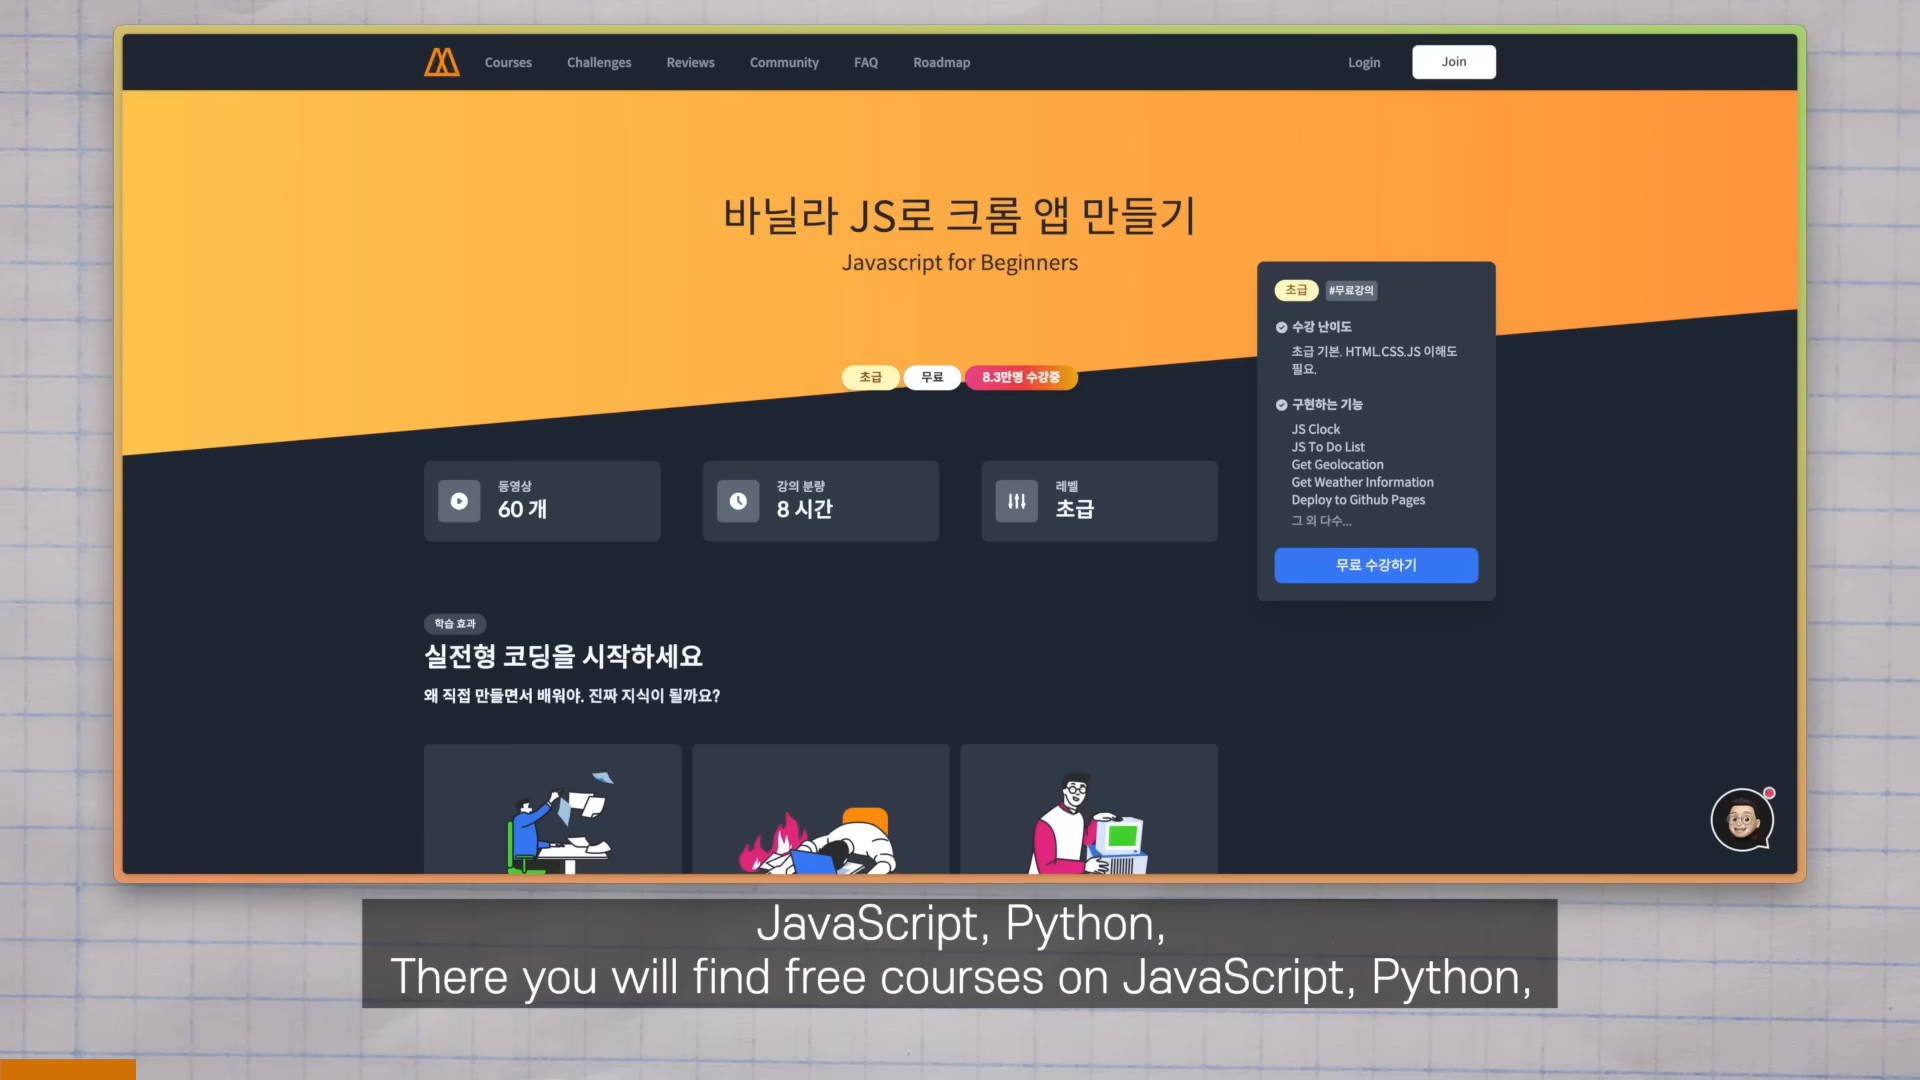 Courses
Challenges
Reviews
Community
FAQ
Roadmap
Login
Join
바닐라 JS로 크롬 앱 만들기
Javascript for Beginners
초급
무료
8.3만명 수강중
초급
#무료강의
수강 난이도
초급 기본. HTML.CSS.JS 이해도
필요.
구현하는 기능
JS Clock
JS To Do List
Get Geolocation
Get Weather Information
Deploy to Github Pages
그 외 다수...
무료 수강하기
동영상
60 개
강의 분량
8 시간
레벨
초급
학습 효과
실전형 코딩을 시작하세요
왜 직접 만들면서 배워야. 진짜 지식이 될까요?
JavaScript, Python,
There you will find free courses on JavaScript, Python,